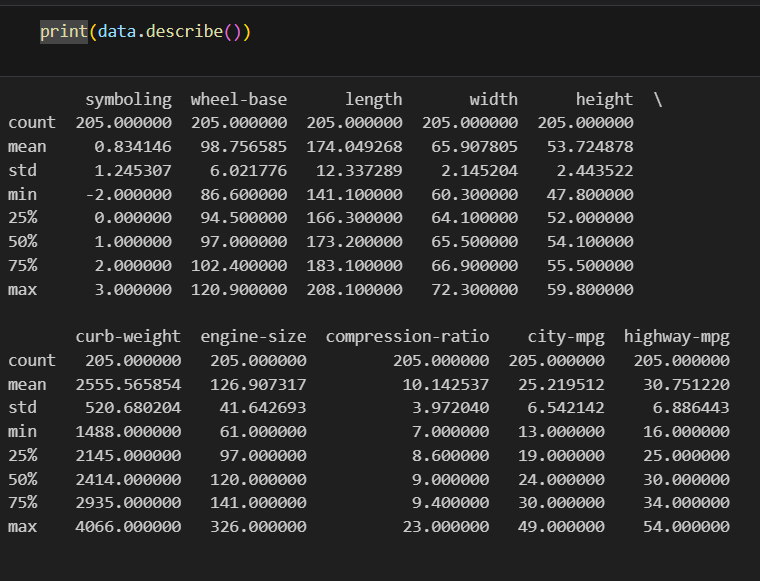 print(data.describe())
symboling wheel-base length width height \
count 205.000000 205.000000 205.000000 205.000000 205.000000
mean 0.834146 98.756585 174.049268 65.907805 53.724878
std 1.245307 6.021776 12.337289 2.145204 2.443522
min -2.000000 86.600000 141.100000 60.300000 47.800000
25% 0.000000 94.500000 166.300000 64.100000 52.000000
50% 1.000000 97.000000 173.200000 65.500000 54.100000
75% 2.000000 102.400000 183.100000 66.900000 55.500000
max 3.000000 120.900000 208.100000 72.300000 59.800000
curb-weight engine-size compression-ratio city-mpg highway-mpg
count 205.000000 205.000000 205.000000 205.000000 205.000000
mean 2555.565854 126.907317 10.142537 25.219512 30.751220
std 520.680204 41.642693 3.972040 6.542142 6.886443
min 1488.000000 61.000000 7.000000 13.000000 16.000000
25% 2145.000000 97.000000 8.600000 19.000000 25.000000
50% 2414.000000 120.000000 9.000000 24.000000 30.000000
75% 2935.000000 141.000000 9.400000 30.000000 34.000000
max 4066.000000 326.000000 23.000000 49.000000 54.000000